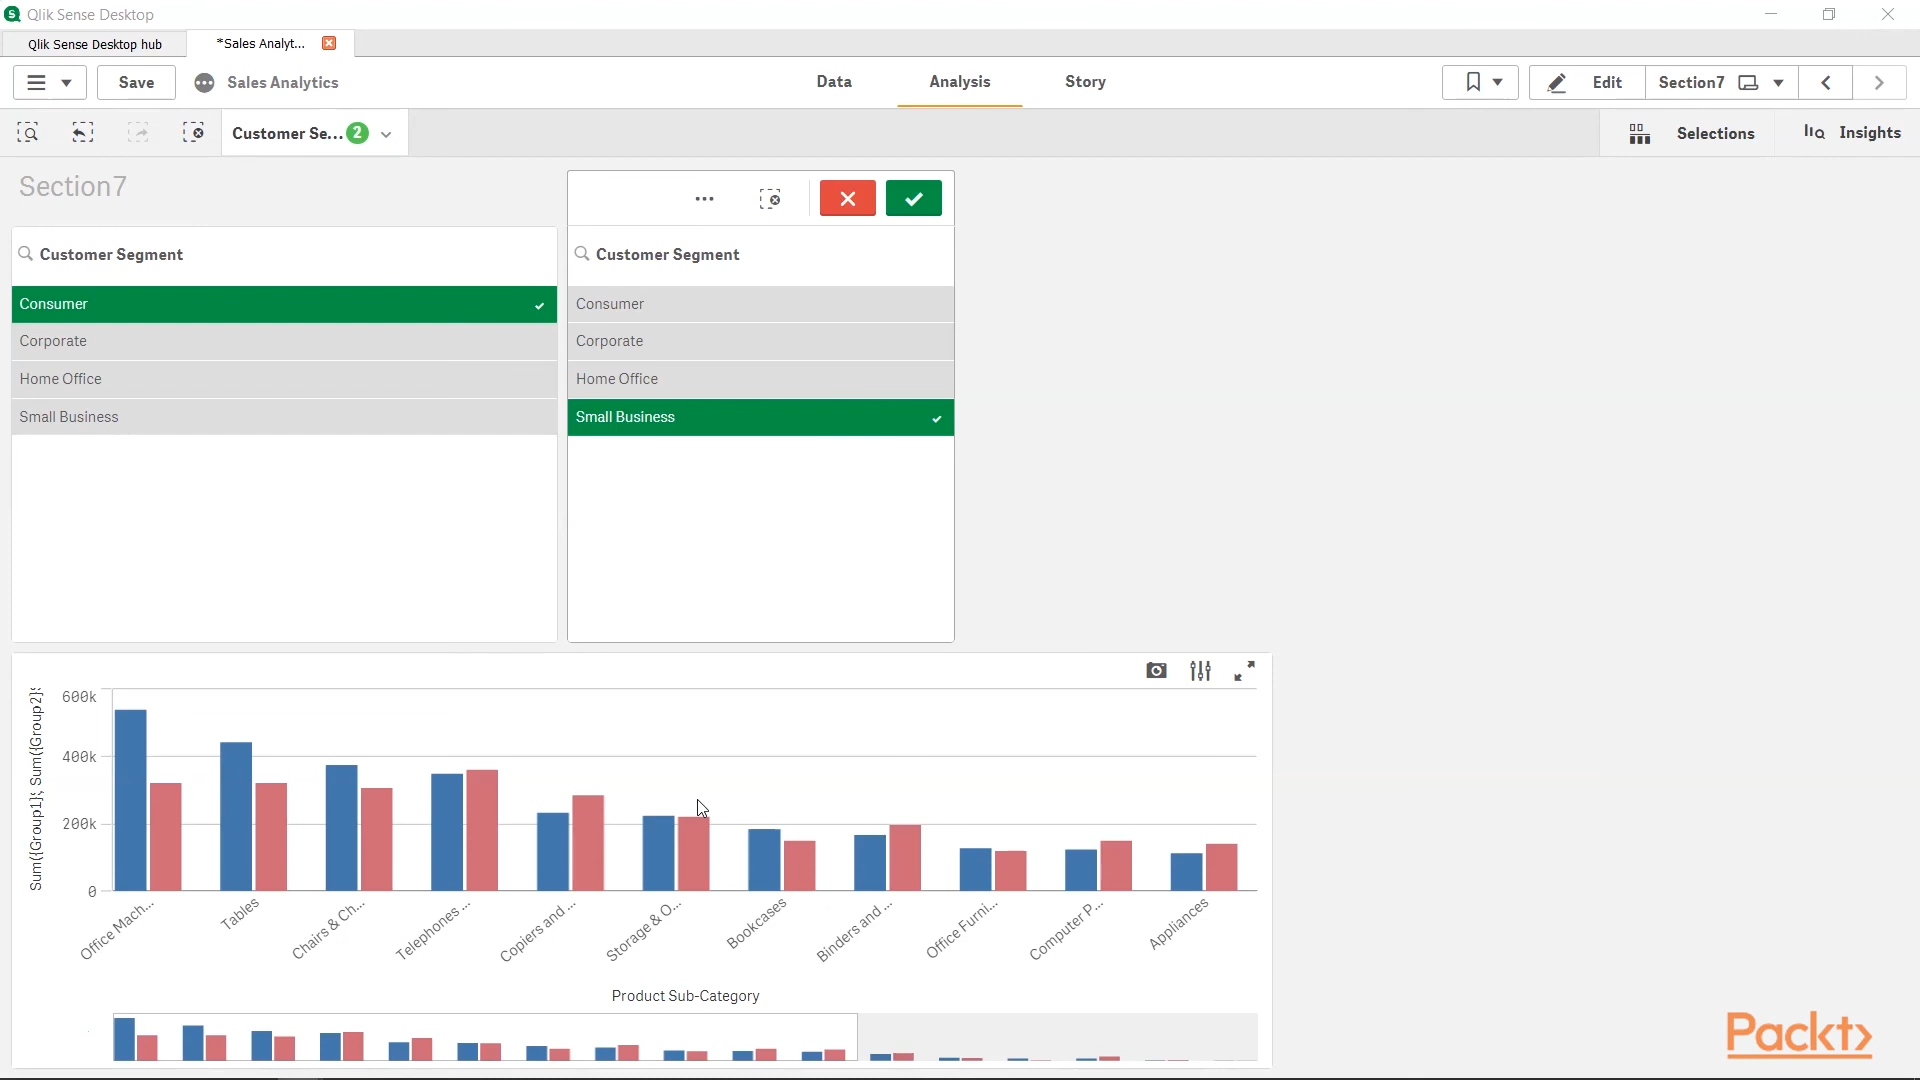 Qlik Sense Desktop
Qlik Sense Desktop hub
*Sales Analyt...
Save
Sales Analytics
Data
Analysis
Story
Edit
Section7
Customer Se...
2
Selections
Insights
Section7
Customer Segment
Consumer
Corporate
Home Office
Small Business
Customer Segment
Consumer
Corporate
Home Office
Small Business
Sum({Group1}; Sum({Group2};
600k
400k
200k
0
Office Mach...
Tables
Chairs & Ch...
Telephones ...
Copiers and ...
Storage & O...
Bookcases
Binders and ...
Office Furni...
Computer P...
Appliances
Product Sub-Category
Packt>